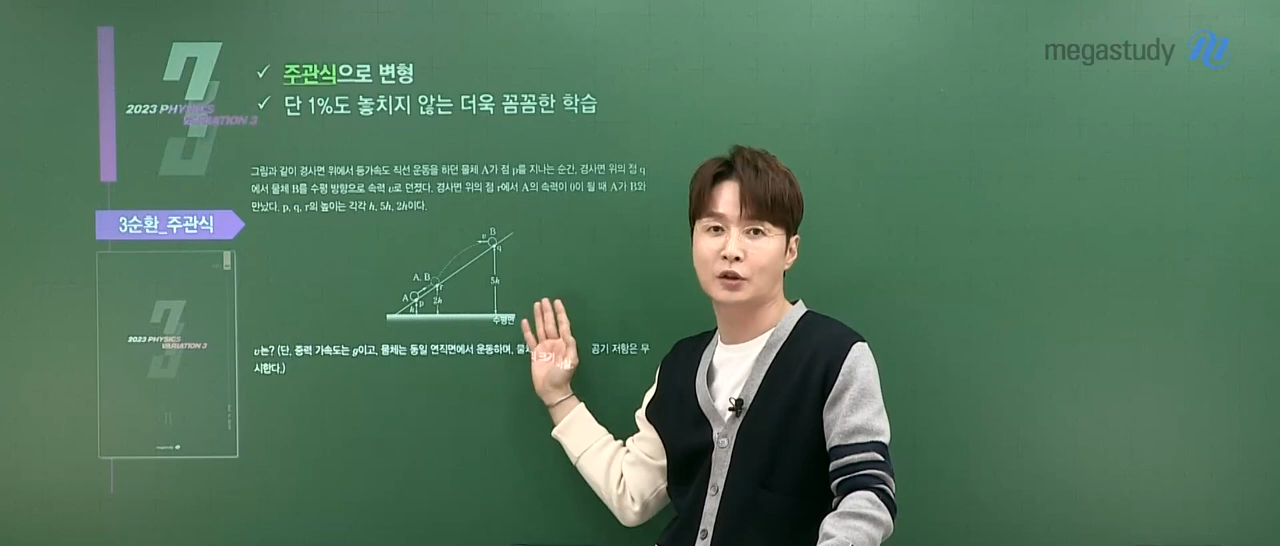 megastudy
주관식으로 변형
단 1%도 놓치지 않는 더욱 꼼꼼한 학습
2023 PHYSICS
VARIATION 3
그림과 같이 경사면 위에서 등가속도 직선 운동을 하던 물체 A가 점 p를 지나는 순간, 경사면 위의 점 q
에서 물체 B를 수평 방향으로 속력 v로 던졌다. 경사면 위의 점 r에서 A의 속력이 0이 될 때 A가 B와
만났다. p, q, r의 높이는 각각 h, 5h, 2h이다.
3순환_주관식
B
v
q
A, B
r
5h
A
p
2h
h
수평면
2023 PHYSICS
VARIATION 3
v는? (단, 중력 가속도는 g이고, 물체는 동일 연직면에서 운동하며, 공기 저항은 무
시한다.)
megastudy